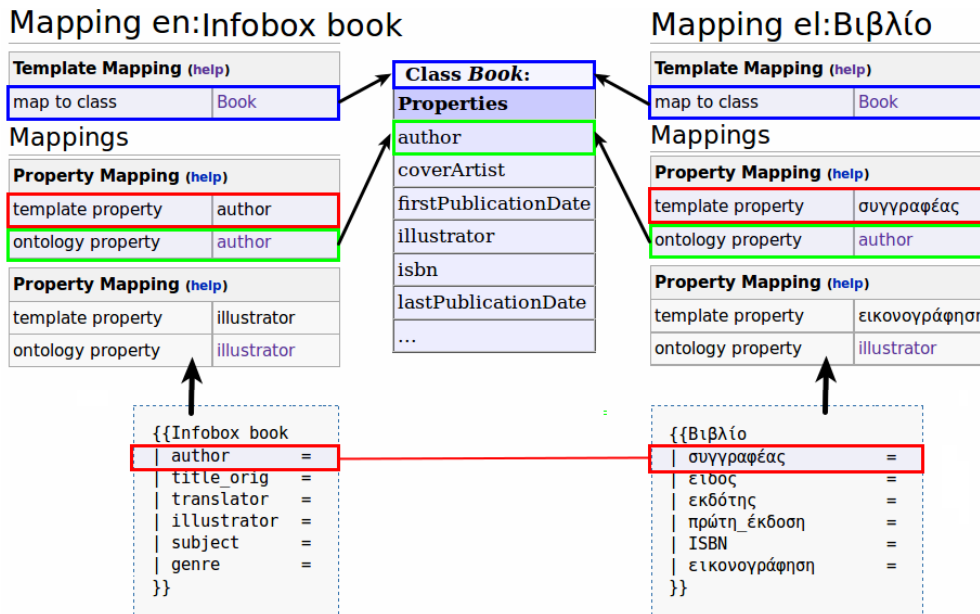 Mapping en:Infobox book
Template Mapping (help)
map to class Book
Mappings
Property Mapping (help)
template property author
ontology property author
Property Mapping (help)
template property illustrator
ontology property illustrator
{{Infobox book
| author =
| title_orig =
| translator =
| illustrator =
| subject =
| genre =
}}
Class Book:
Properties
author
coverArtist
firstPublicationDate
illustrator
isbn
lastPublicationDate
...
=
Mapping el:Βιβλίο
Template Mapping (help)
map to class Book
Mappings
Property Mapping (help)
template property συγγραφέας
ontology property author
Property Mapping (help)
template property εικονογράφηση
ontology property illustrator
{{Βιβλίο
| συγγραφέας =
| είδος =
| εκδότης =
| πρώτη_έκδοση =
| ISBN =
| εικονογράφηση =
}}